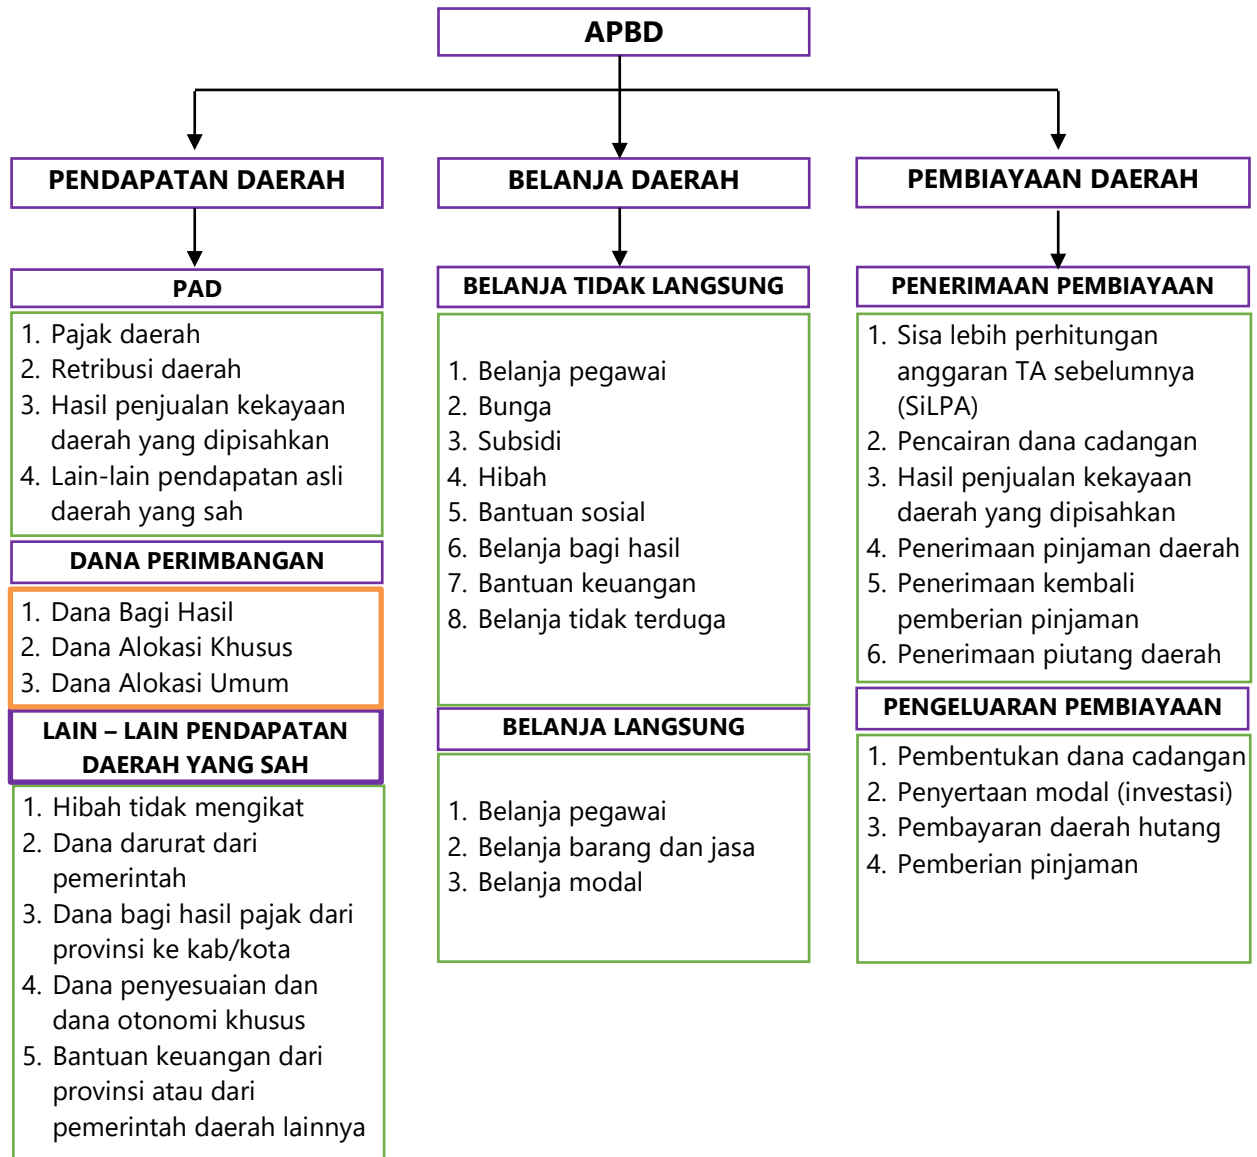 APBD
PENDAPATAN DAERAH
PAD
1. Pajak daerah
2. Retribusi daerah
3. Hasil penjualan kekayaan
daerah yang dipisahkan
4. Lain-lain pendapatan asli
daerah yang sah
DANA PERIMBANGAN
1. Dana Bagi Hasil
2. Dana Alokasi Khusus
3. Dana Alokasi Umum
LAIN – LAIN PENDAPATAN
DAERAH YANG SAH
1. Hibah tidak mengikat
2. Dana darurat dari
pemerintah
3. Dana bagi hasil pajak dari
provinsi ke kab/kota
4. Dana penyesuaian dan
dana otonomi khusus
5. Bantuan keuangan dari
provinsi atau dari
pemerintah daerah lainnya
BELANJA DAERAH
BELANJA TIDAK LANGSUNG
1. Belanja pegawai
2. Bunga
3. Subsidi
4. Hibah
5. Bantuan sosial
6. Belanja bagi hasil
7. Bantuan keuangan
8. Belanja tidak terduga
BELANJA LANGSUNG
1. Belanja pegawai
2. Belanja barang dan jasa
3. Belanja modal
PEMBIAYAAN DAERAH
PENERIMAAN PEMBIAYAAN
1. Sisa lebih perhitungan
anggaran TA sebelumnya
(SiLPA)
2. Pencairan dana cadangan
3. Hasil penjualan kekayaan
daerah yang dipisahkan
4. Penerimaan pinjaman daerah
5. Penerimaan kembali
pemberian pinjaman
6. Penerimaan piutang daerah
PENGELUARAN PEMBIAYAAN
1. Pembentukan dana cadangan
2. Penyertaan modal (investasi)
3. Pembayaran daerah hutang
4. Pemberian pinjaman